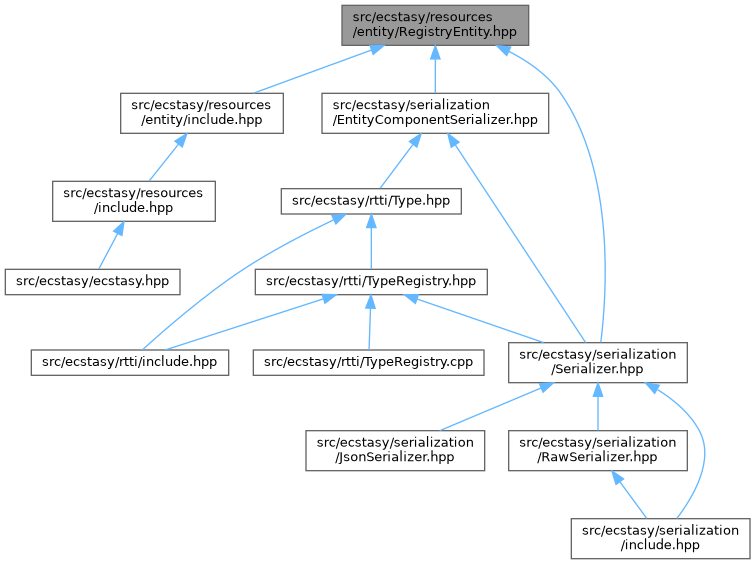 src/ecstasy/resources
/entity/RegistryEntity.hpp
src/ecstasy/resources
/entity/include.hpp
src/ecstasy/serialization
/EntityComponentSerializer.hpp
src/ecstasy/resources
/include.hpp
src/ecstasy/rtti/Type.hpp
src/ecstasy/ecstasy.hpp
src/ecstasy/rtti/TypeRegistry.hpp
src/ecstasy/rtti/include.hpp
src/ecstasy/rtti/TypeRegistry.cpp
src/ecstasy/serialization
/Serializer.hpp
src/ecstasy/serialization
/JsonSerializer.hpp
src/ecstasy/serialization
/RawSerializer.hpp
src/ecstasy/serialization
/include.hpp